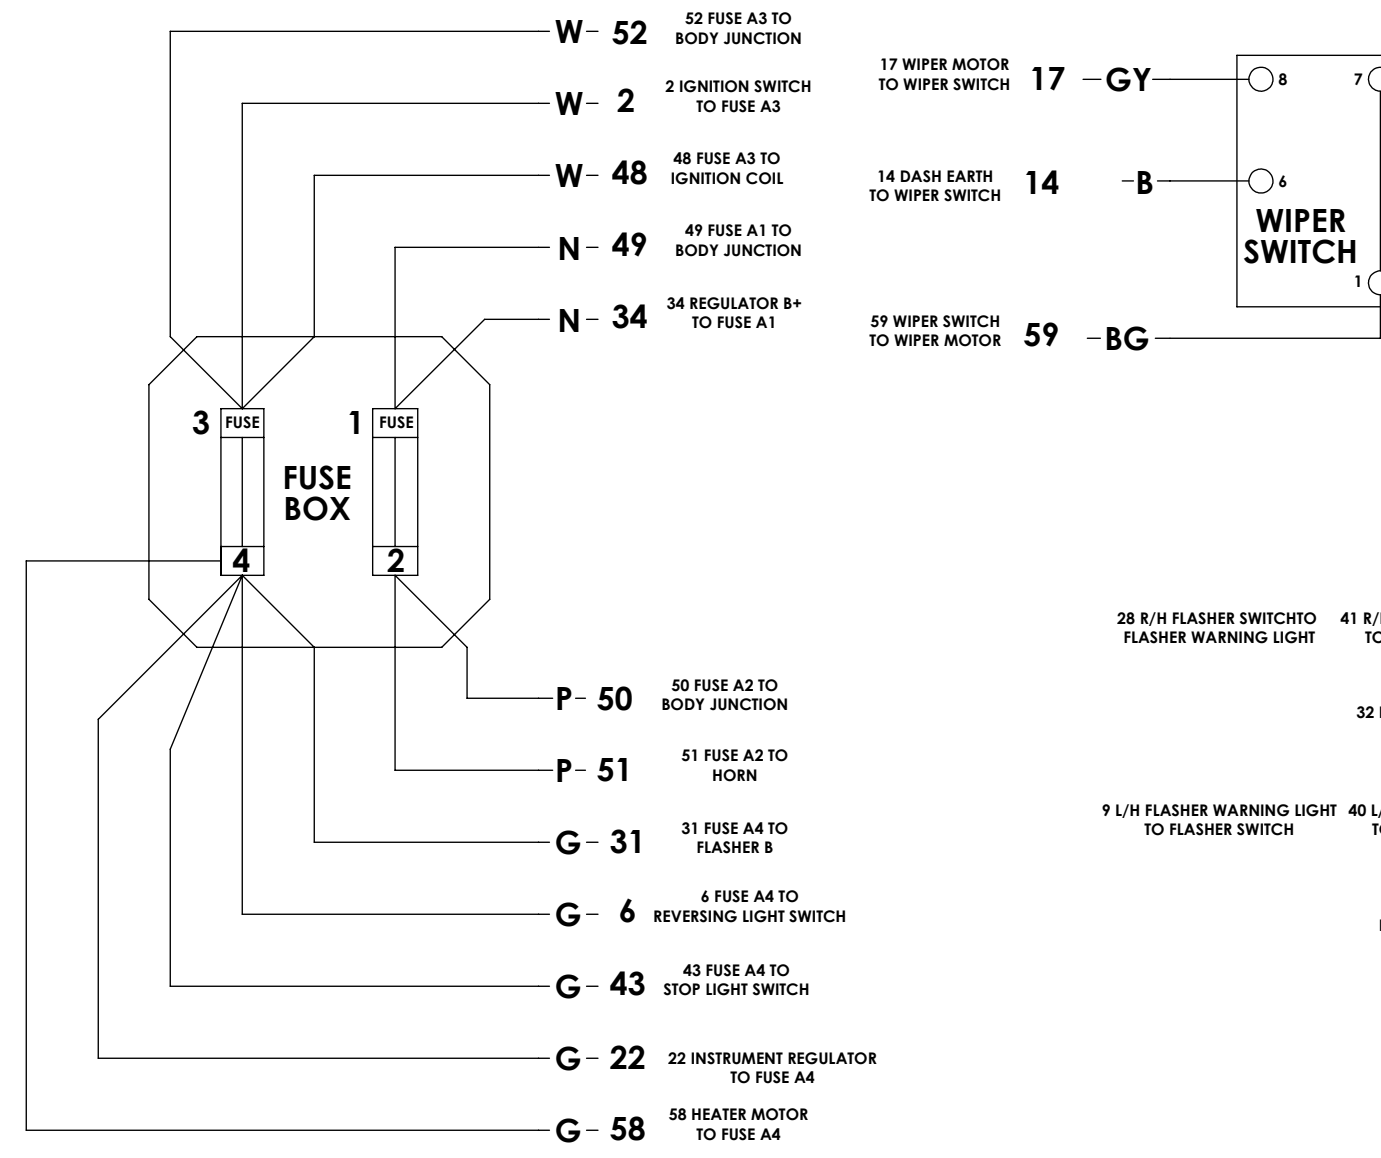 W 52 52 FUSE A3 TO
BODY JUNCTION
W 2 2 IGNITION SWITCH
TO FUSE A3
W 48 48 FUSE A3 TO
IGNITION COIL
N 49 49 FUSE A1 TO
BODY JUNCTION
N 34 34 REGULATOR B+
TO FUSE A1
17 WIPER MOTOR
TO WIPER SWITCH
17 GY 8 7
14 DASH EARTH
TO WIPER SWITCH
14 B 6
WIPER
SWITCH
1
59 WIPER SWITCH
TO WIPER MOTOR
59 BG
3 FUSE 1 FUSE
FUSE
BOX
4 2
P 50 50 FUSE A2 TO
BODY JUNCTION
P 51 51 FUSE A2 TO
HORN
G 31 31 FUSE A4 TO
FLASHER B
G 6 6 FUSE A4 TO
REVERSING LIGHT SWITCH
G 43 43 FUSE A4 TO
STOP LIGHT SWITCH
G 22 22 INSTRUMENT REGULATOR
TO FUSE A4
G 58 58 HEATER MOTOR
TO FUSE A4
28 R/H FLASHER SWITCHTO
FLASHER WARNING LIGHT
41
32
9 L/H FLASHER WARNING LIGHT
TO FLASHER SWITCH
40